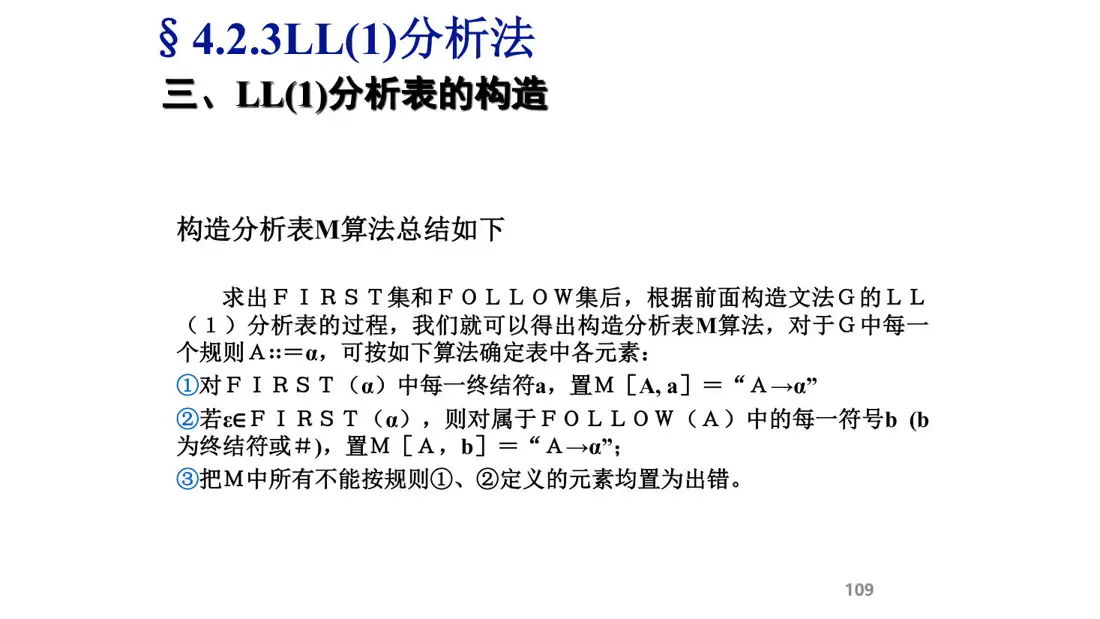 §4.2.3LL(1)分析法
三、LL(1)分析表的构造
构造分析表M算法总结如下
求出ＦＩＲＳＴ集和ＦＯＬＬＯＷ集后，根据前面构造文法Ｇ的ＬＬ
（１）分析表的过程，我们就可以得出构造分析表M算法，对于Ｇ中每一
个规则Ａ::＝α，可按如下算法确定表中各元素：
①对ＦＩＲＳＴ（α）中每一终结符a，置Ｍ［A, a］＝“Ａ→α”
②若ε∈ＦＩＲＳＴ（α），则对属于ＦＯＬＬＯＷ（Ａ）中的每一符号b (b
为终结符或＃)，置Ｍ［Ａ，b］＝“Ａ→α”；
③把Ｍ中所有不能按规则①、②定义的元素均置为出错。
109